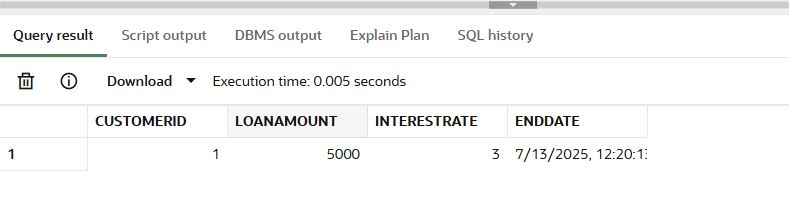 Query result Script output DBMS output Explain Plan SQL history
Download Execution time: 0.005 seconds
CUSTOMERID LOANAMOUNT INTERESTRATE ENDDATE
1 1 5000 3 7/13/2025, 12:20:1